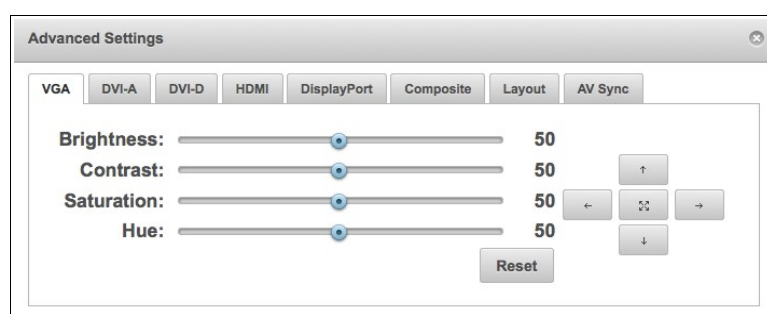 Advanced Settings
VGA DVI-A DVI-D HDMI DisplayPort Composite Layout AV Sync
Brightness: 50
Contrast: 50
Saturation: 50
Hue: 50
Reset